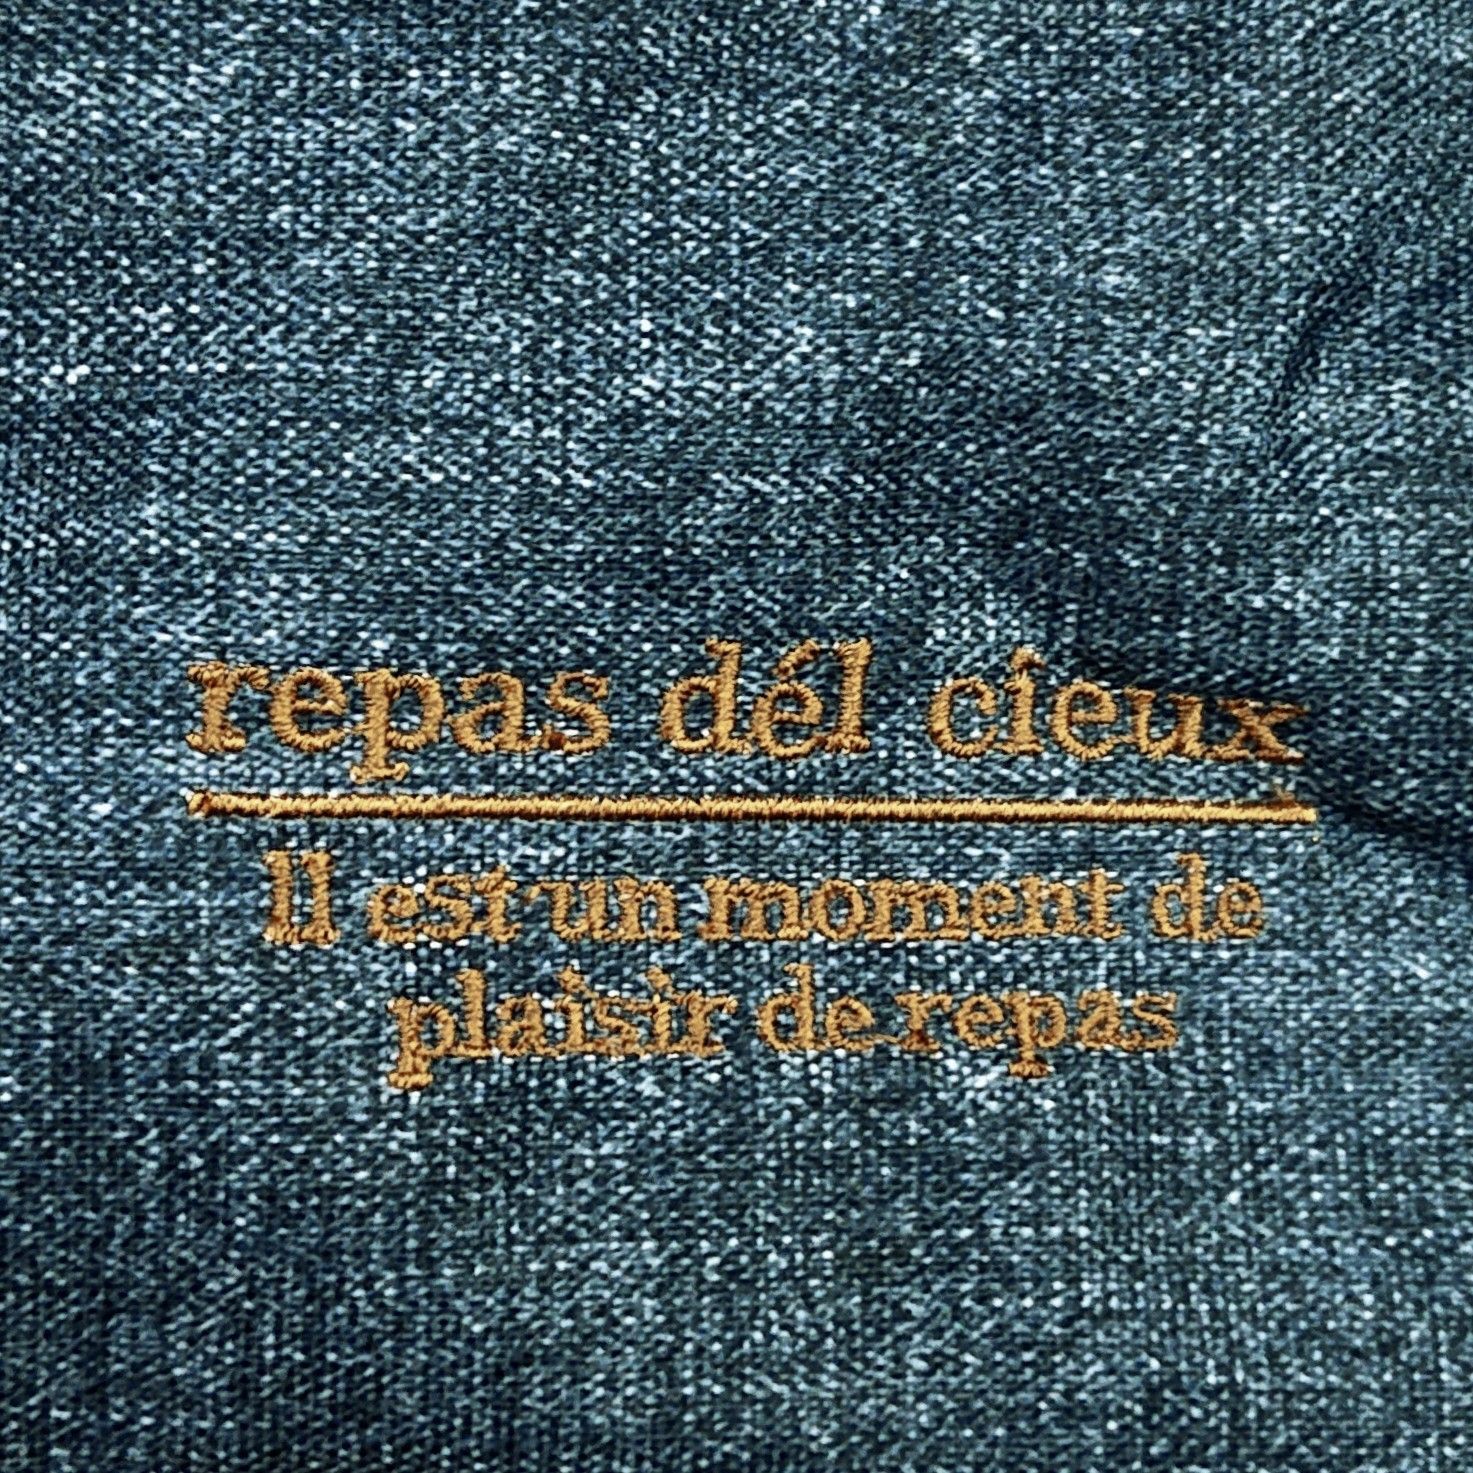 repas dél cieux
Il est un moment de
plaisir de repas